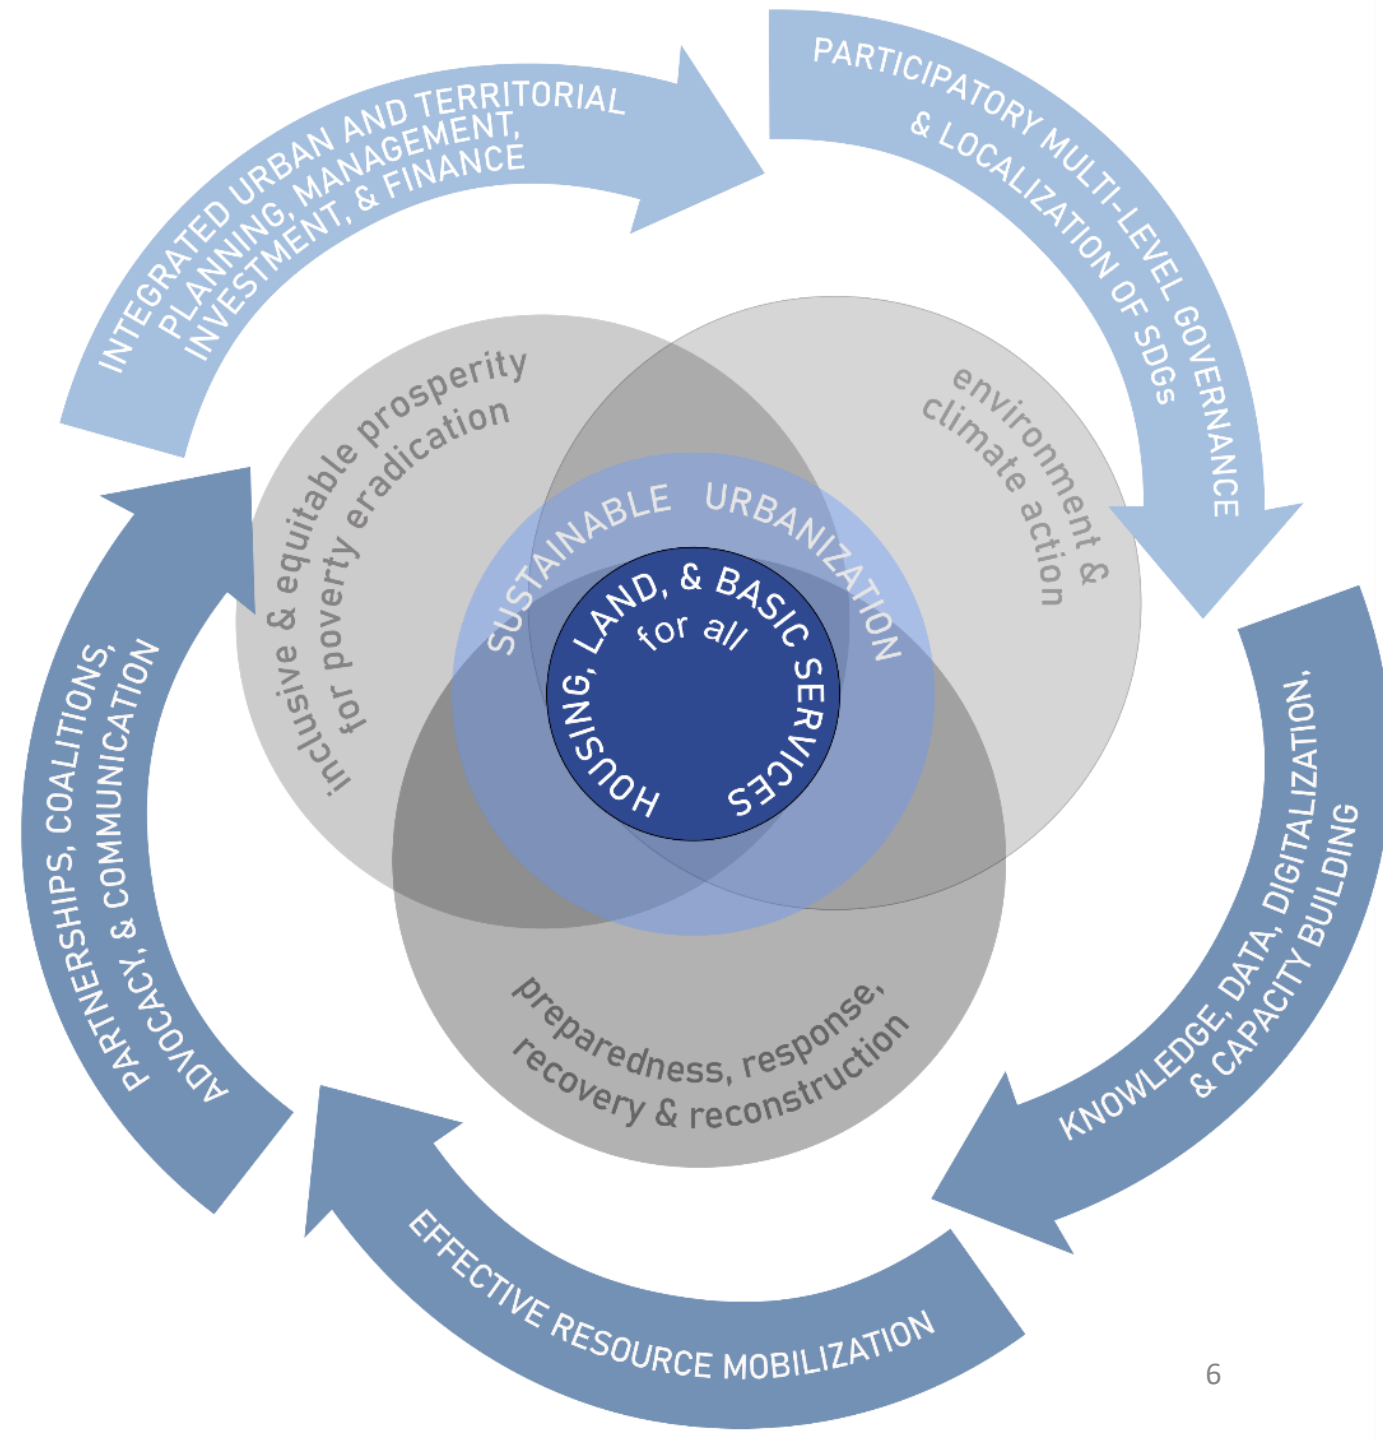 INTEGRATED URBAN AND TERRITORIAL
PLANNING, MANAGEMENT,
INVESTMENT, & FINANCE
PARTICIPATORY MULTI-LEVEL GOVERNANCE
& LOCALIZATION OF SDGs
KNOWLEDGE, DATA, DIGITALIZATION,
& CAPACITY BUILDING
EFFECTIVE RESOURCE MOBILIZATION
PARTNERSHIPS, COALITIONS,
ADVOCACY, & COMMUNICATION
inclusive & equitable prosperity
for poverty eradication
environment &
climate action
preparedness, response,
recovery & reconstruction
SUSTAINABLE URBANIZATION
HOUSING, LAND, & BASIC SERVICES
for all
6